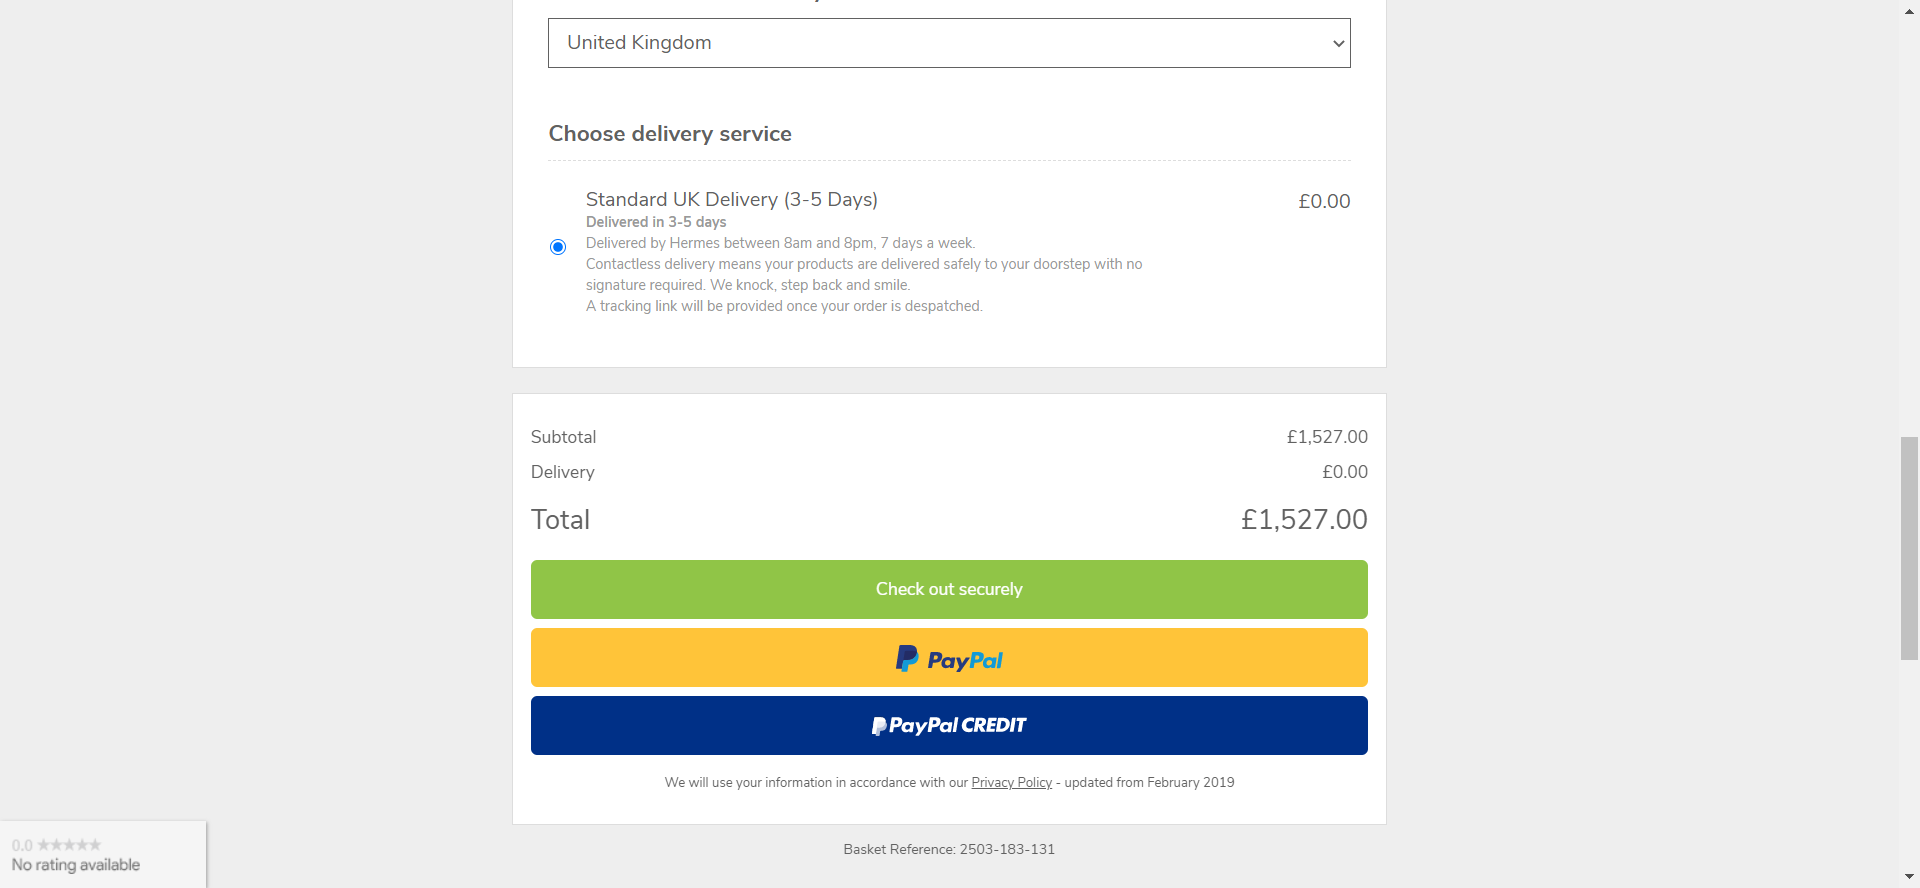 United Kingdom
Choose delivery service
Standard UK Delivery (3-5 Days)
£0.00
Delivered in 3-5 days
Delivered by Hermes between 8am and 8pm, 7 days a week.
Contactless delivery means your products are delivered safely to your doorstep with no
signature required. We knock, step back and smile.
A tracking link will be provided once your order is despatched.
Subtotal
£1,527.00
Delivery
£0.00
Total
£1,527.00
Check out securely
PayPal
PayPal CREDIT
We will use your information in accordance with our Privacy Policy - updated from February 2019
Basket Reference: 2503-183-131
0.0 ★★★★★
No rating available